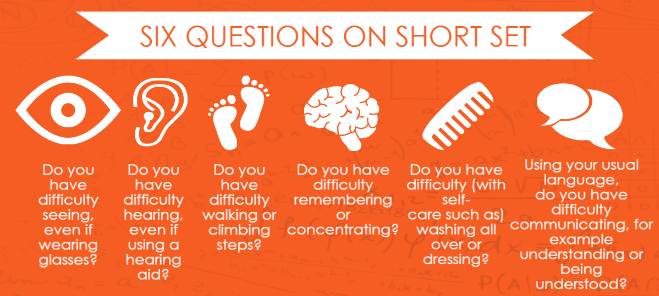 SIX QUESTIONS ON SHORT SET
Do you
have
difficulty
seeing,
even if
wearing
glasses?
Do you
have
difficulty
hearing,
even if
using a
hearing
aid?
Do you
have
difficulty
walking or
climbing
steps?
Do you have
difficulty
remembering
or
concentrating?
Do you have
difficulty (with
self-
care such as)
washing all
over or
dressing?
Using your usual
language,
do you have
difficulty
communicating, for
example
understanding or
being
understood?